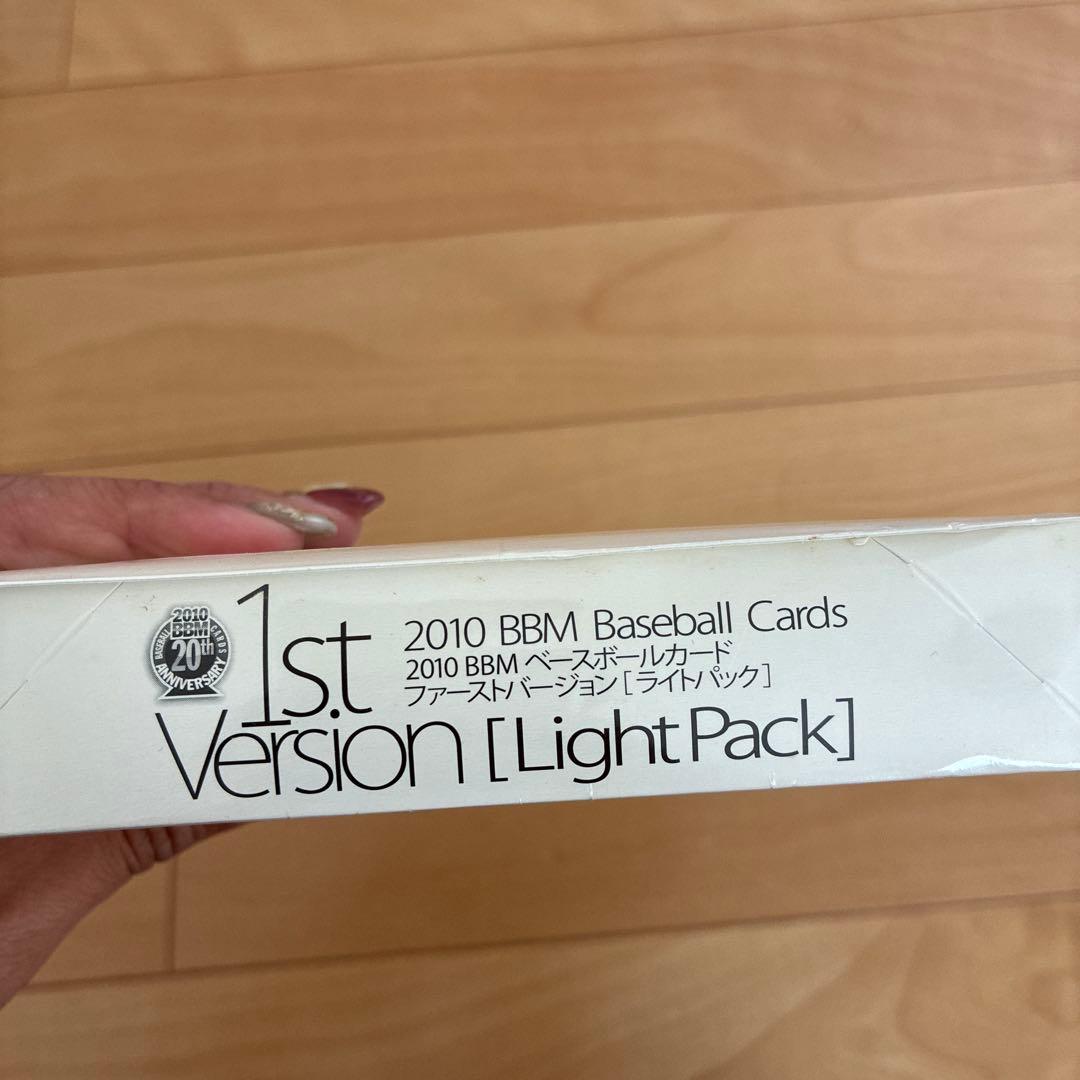 2010
BBM
BASEBALL CARDS
20th
ANNIVERSARY
1s.t
Version [Light Pack]
2010 BBM Baseball Cards
2010 BBM ベースボールカード
ファーストバージョン [ ライトパック ]